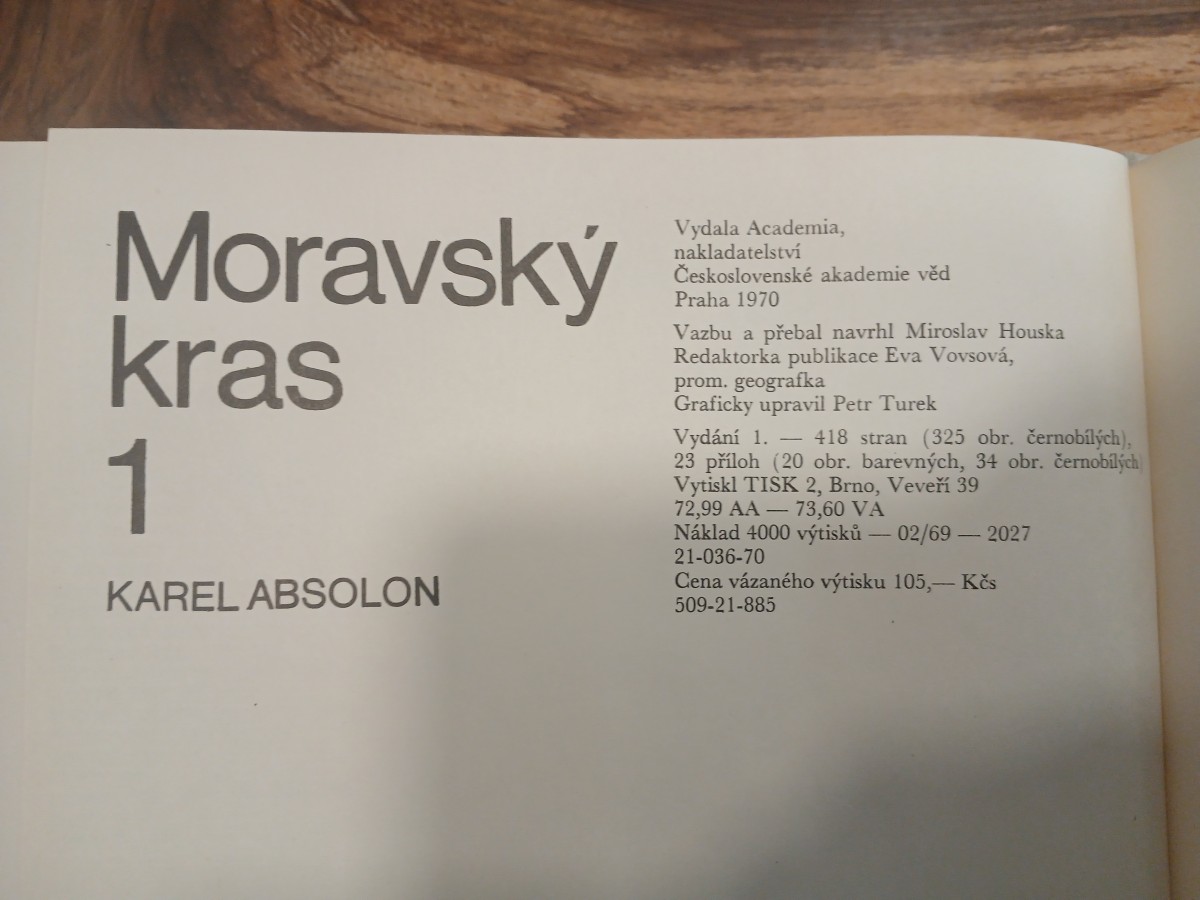 Moravský
kras
1
KAREL ABSOLON
Vydala Academia,
nakladatelství
Československé akademie věd
Praha 1970
Vazbu a přebal navrhl Miroslav Houska
Redaktorka publikace Eva Vovsová,
prom. geografka
Graficky upravil Petr Turek
Vydání 1. — 418 stran (325 obr. černobílých),
23 příloh (20 obr. barevných, 34 obr. černobílých)
Vytiskl TISK 2, Brno, Veveří 39
72,99 AA — 73,60 VA
Náklad 4000 výtisků — 02/69 — 2027
21-036-70
Cena vázaného výtisku 105,— Kčs
509-21-885